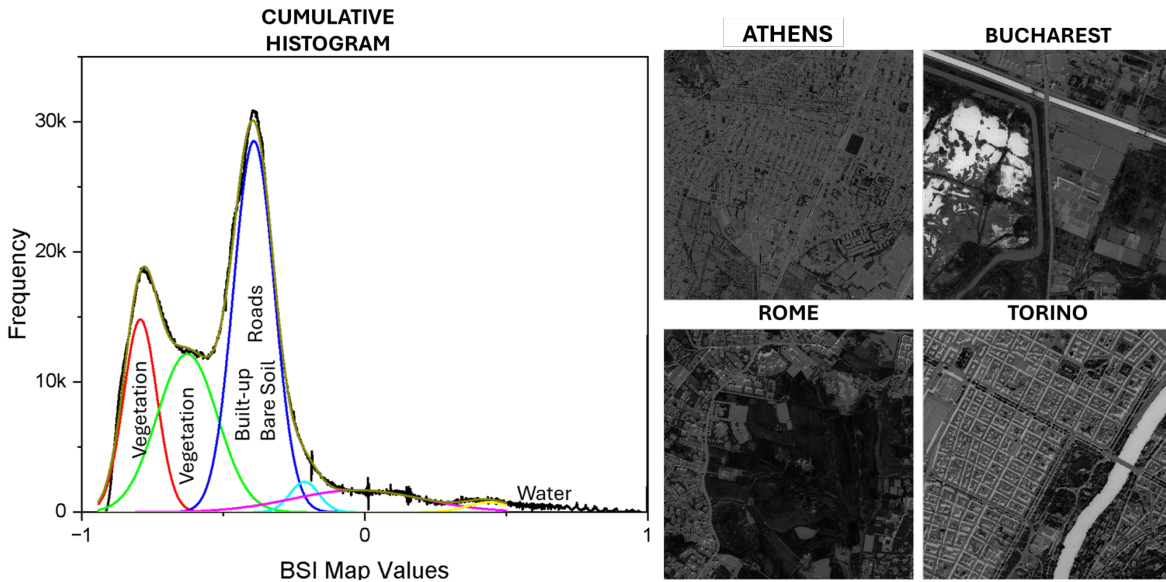 CUMULATIVE
HISTOGRAM
30k
20k
10k
0
Frequency
Vegetation
Vegetation
Built-up
Roads
Bare Soil
Water
−1
0
1
BSI Map Values
ATHENS
BUCHAREST
ROME
TORINO